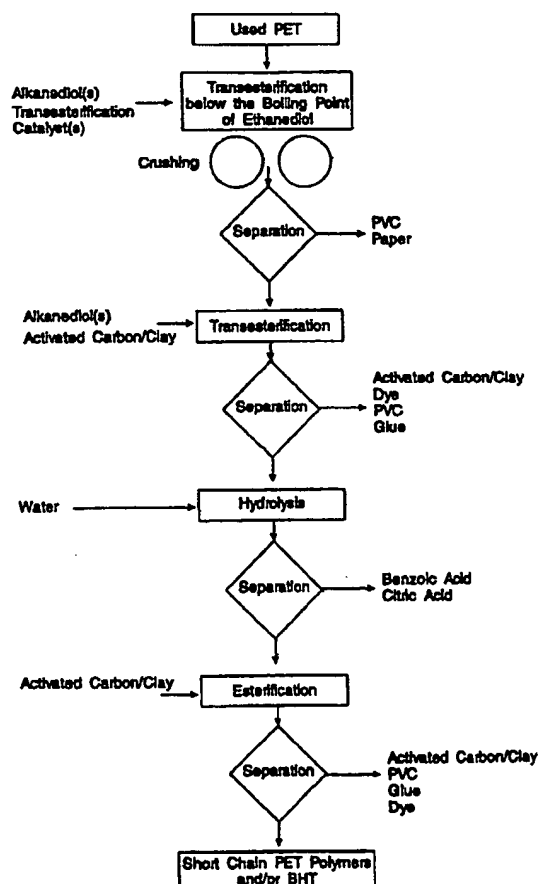 Used PET
Alkanediol(s)
Transesterification
Catalyst(s)
Transesterification
below the Boiling Point
of Ethanediol
Crushing
Separation
PVC
Paper
Alkanediol(s)
Activated Carbon/Clay
Transesterification
Separation
Activated Carbon/Clay
Dye
PVC
Glue
Water
Hydrolysis
Separation
Benzoic Acid
Citric Acid
Activated Carbon/Clay
Esterification
Separation
Activated Carbon/Clay
PVC
Glue
Dye
Short Chain PET Polymers
and/or BHT